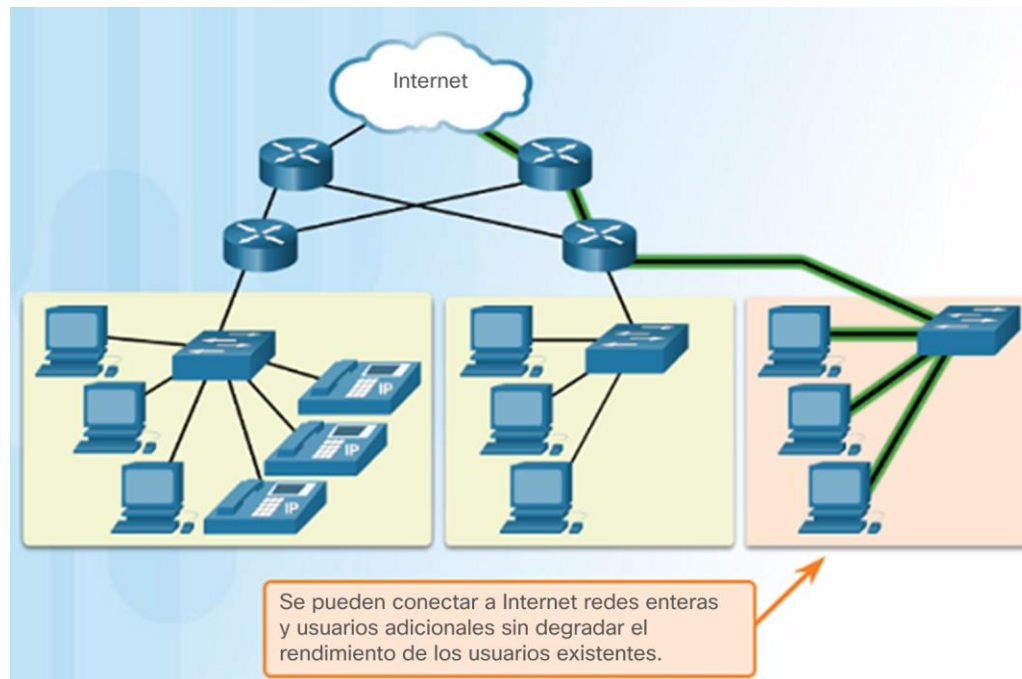 Internet
IP
IP
IP
Se pueden conectar a Internet redes enteras
y usuarios adicionales sin degradar el
rendimiento de los usuarios existentes.